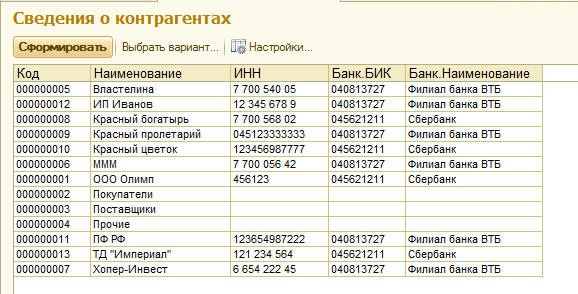 Сведения о контрагентах
Сформировать Выбрать вариант... Настройки...
Код Наименование ИНН Банк.БИК Банк.Наименование
000000005 Властелина 7 700 540 05 040813727 Филиал банка ВТБ
000000012 ИП Иванов 12 345 678 9 040813727 Филиал банка ВТБ
000000008 Красный богатырь 7 700 568 02 045621211 Сбербанк
000000009 Красный пролетарий 045123333333 040813727 Филиал банка ВТБ
000000010 Красный цветок 123456987777 045621211 Сбербанк
000000006 МММ 7 700 056 42 040813727 Филиал банка ВТБ
000000001 ООО Олимп 456123 045621211 Сбербанк
000000002 Покупатели
000000003 Поставщики
000000004 Прочие
000000011 ПФ РФ 123654987222 040813727 Филиал банка ВТБ
000000013 ТД "Империал" 121 234 564 045621211 Сбербанк
000000007 Хопер-Инвест 6 654 222 45 040813727 Филиал банка ВТБ